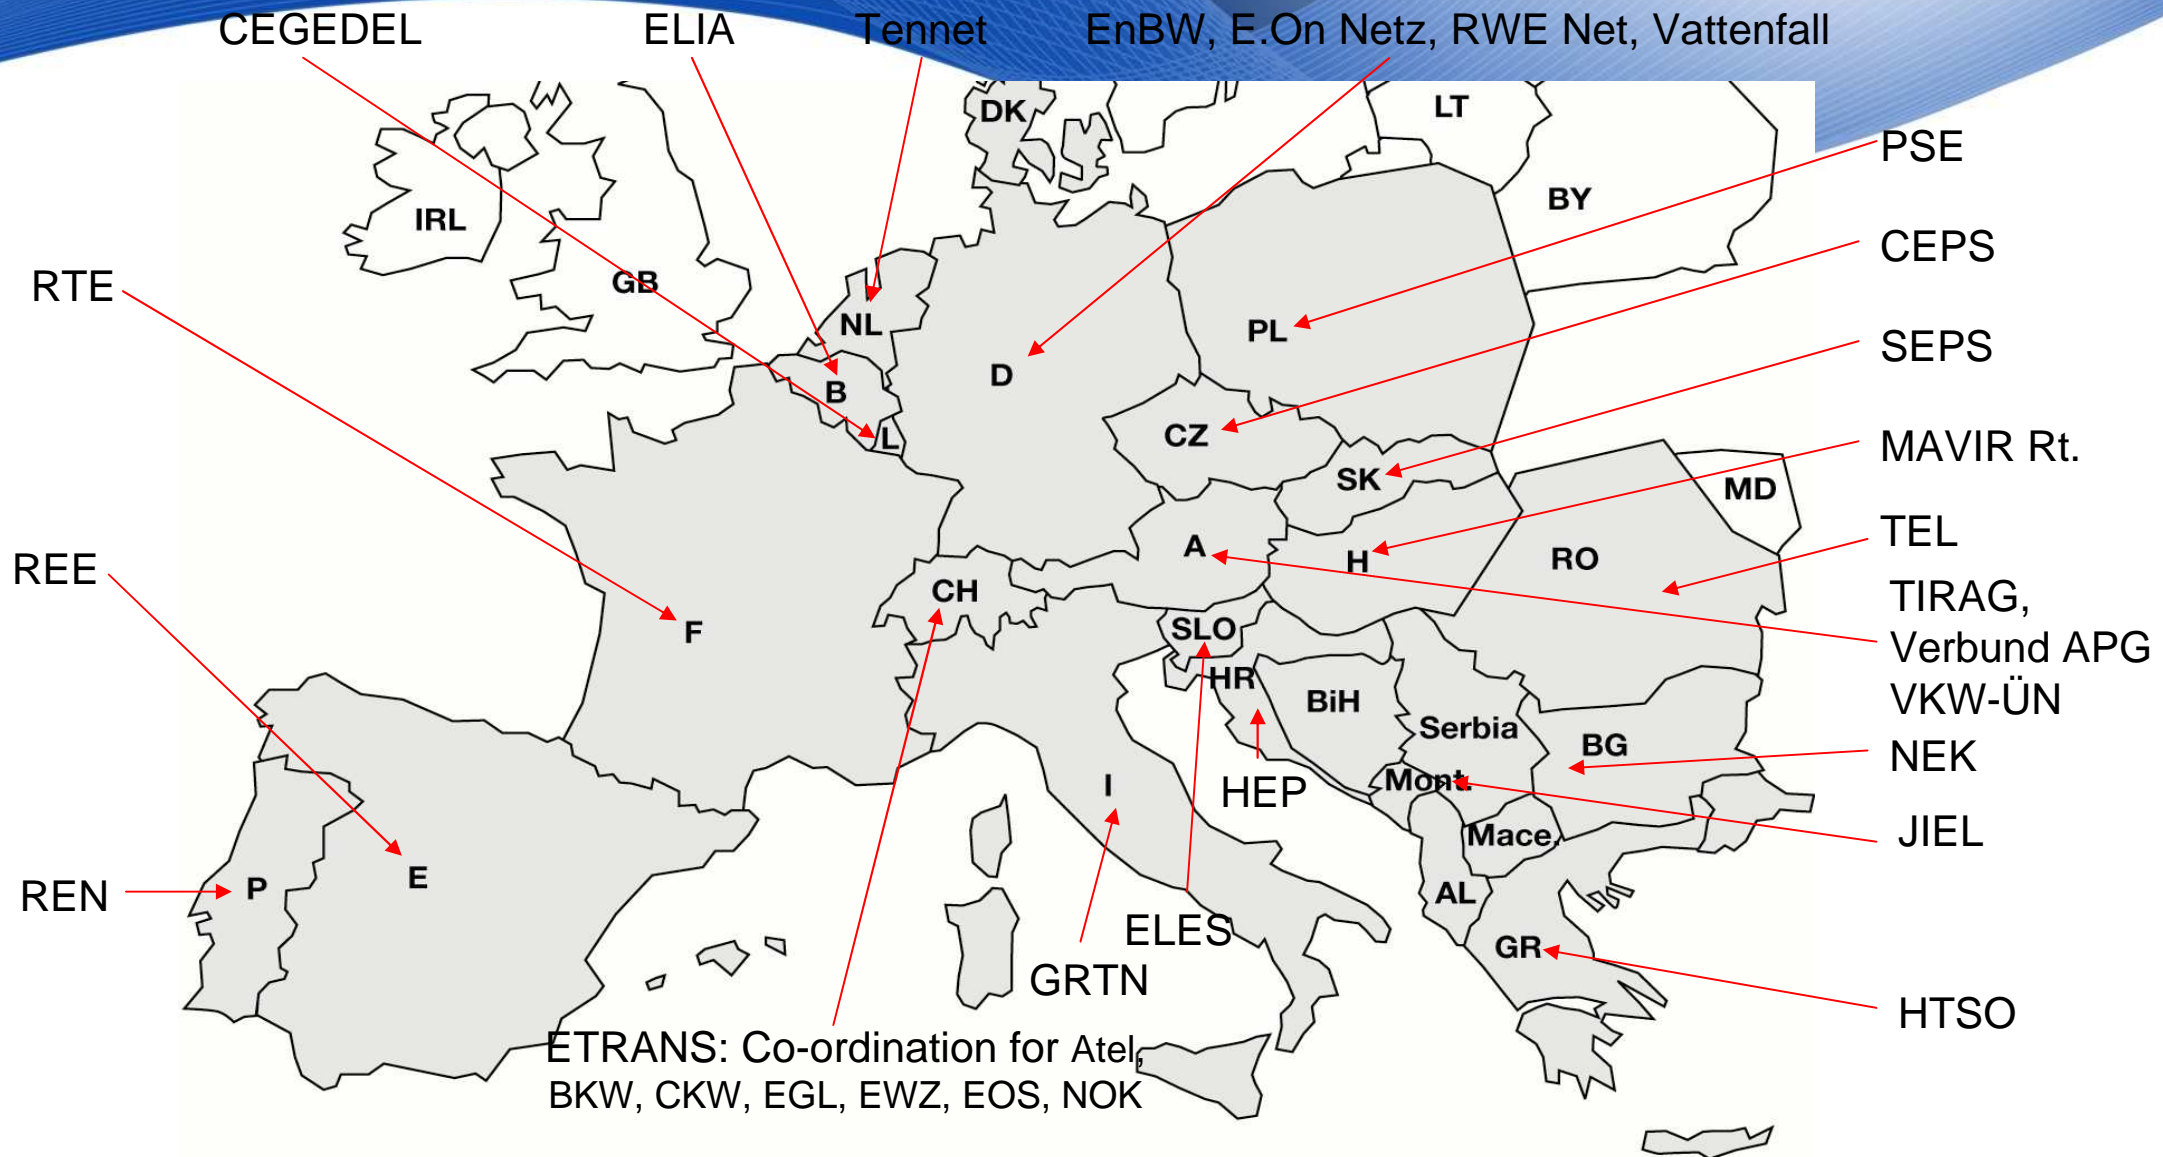 CEGEDEL
ELIA
Tennet
EnBW, E.On Netz, RWE Net, Vattenfall
DK
LT
PSE
BY
IRL
CEPS
GB
RTE
NL
PL
SEPS
D
B
CZ
L
MAVIR Rt.
SK
MD
TEL
A
H
RO
REE
CH
TIRAG,
Verbund APG
VKW-ÜN
F
SLO
HR
BiH
Serbia
BG
NEK
Mont.
I
HEP
JIEL
Mace.
E
P
REN
AL
ELES
GR
GRTN
HTSO
ETRANS: Co-ordination for Atel,
BKW, CKW, EGL, EWZ, EOS, NOK